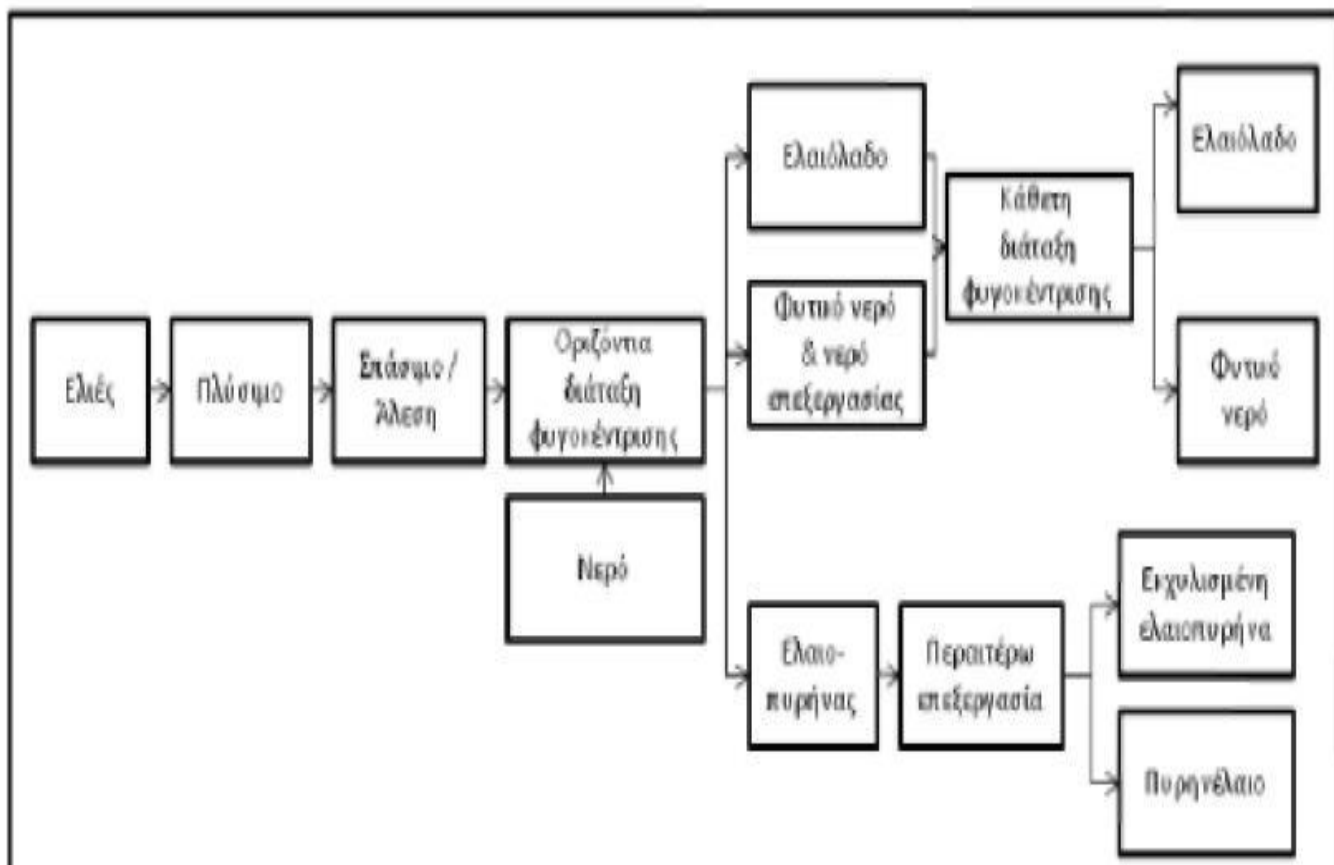 Ελιές
Πλύσιμο
Σπάσιμο /
Άλεση
Οριζόντια
διάταξη
φυγοκέντρισης
Νερό
Ελαιόλαδο
Φυτικό νερό
& νερό
επεξεργασίας
Κάθετη
διάταξη
φυγοκέντρισης
Ελαιόλαδο
Φυτικό
νερό
Ελαιο-
πυρήνας
Περαιτέρω
επεξεργασία
Εκχυλισμένη
ελαιοπυρήνα
Πυρηνέλαιο